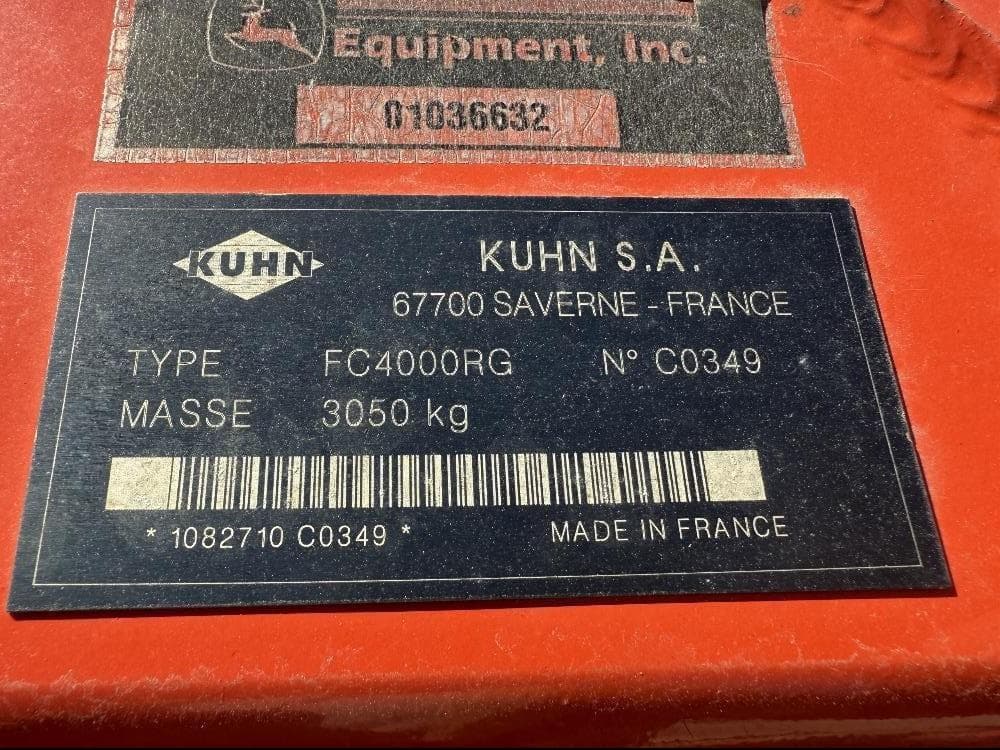 Equipment, Inc.
01036632
KUHN
KUHN S.A.
67700 SAVERNE - FRANCE
TYPE FC4000RG N° C0349
MASSE 3050 kg
* 1082710 C0349 * MADE IN FRANCE